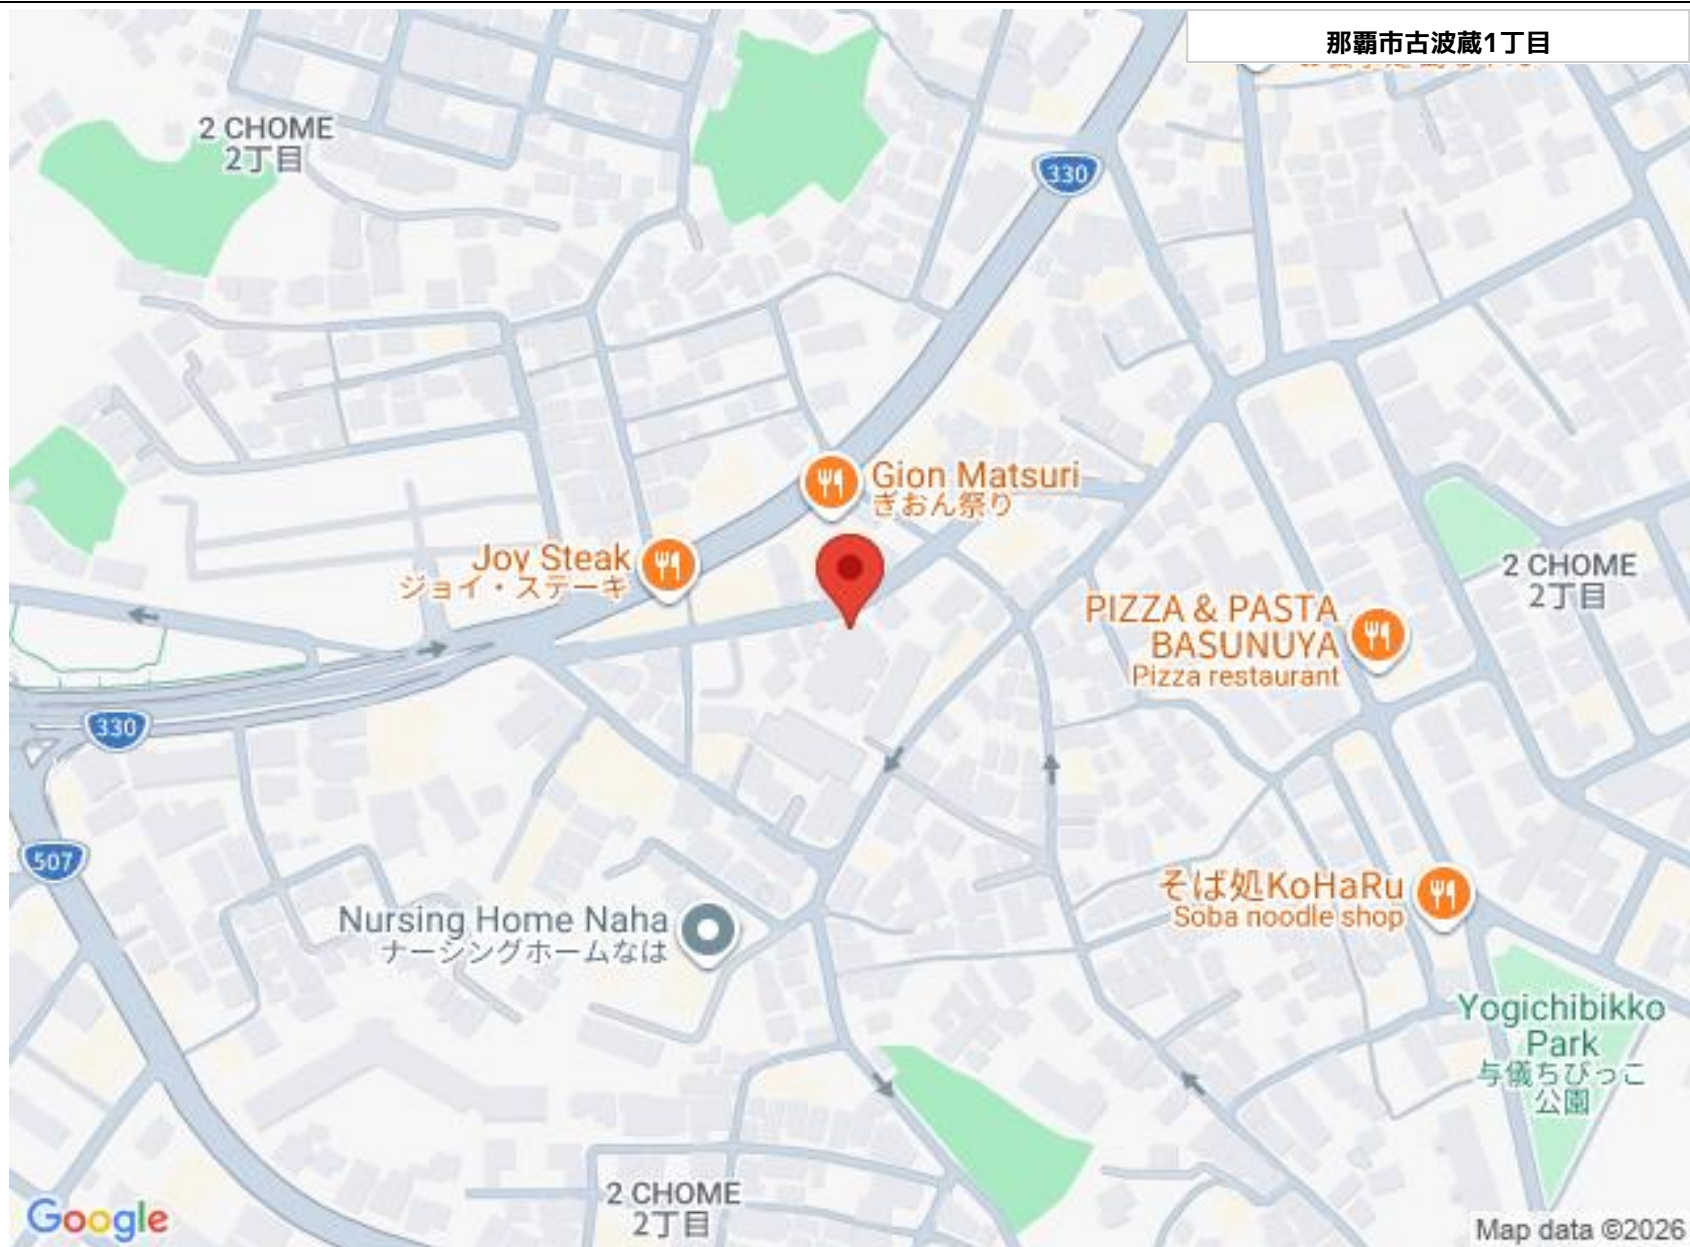 那覇市古波蔵1丁目
2 CHOME
2丁目
330
Gion Matsuri
ぎおん祭り
Joy Steak
ジョイ・ステーキ
2 CHOME
2丁目
PIZZA & PASTA
BASUNUYA
Pizza restaurant
330
507
そば処KoHaRu
Soba noodle shop
Nursing Home Naha
ナーシングホームなは
Yogichibikko
Park
与儀ちびっこ
公園
2 CHOME
2丁目
Google
Map data ©2026